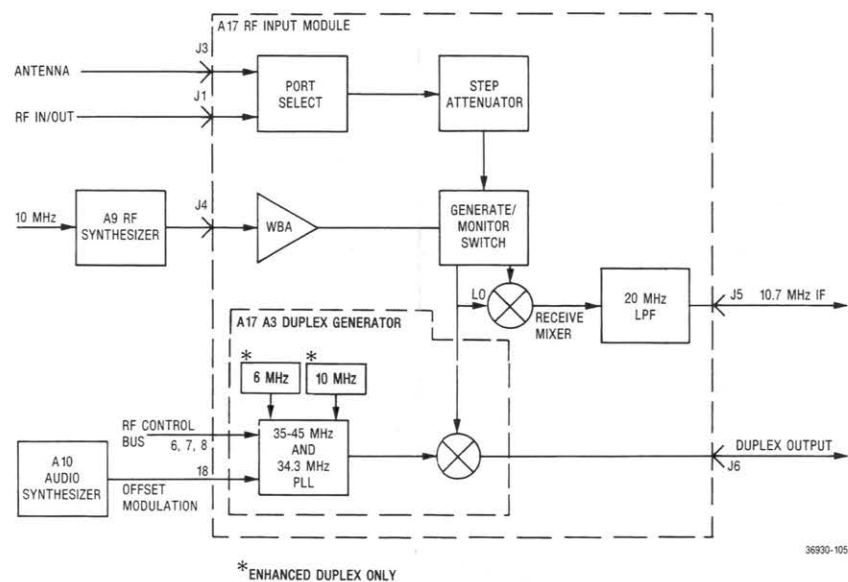 A17 RF INPUT MODULE
J3
ANTENNA
J1
RF IN/OUT
PORT
SELECT
STEP
ATTENUATOR
10 MHz
A9 RF
SYNTHESIZER
J4
WBA
GENERATE/
MONITOR
SWITCH
LO
RECEIVE
MIXER
20 MHz
LPF
J5
10.7 MHz IF
A17 A3 DUPLEX GENERATOR
*
6 MHz
*
10 MHz
RF CONTROL
BUS
6, 7, 8
35-45 MHz
AND
34.3 MHz
PLL
A10
AUDIO
SYNTHESIZER
18
OFFSET
MODULATION
DUPLEX OUTPUT
J6
36930-105
*ENHANCED DUPLEX ONLY